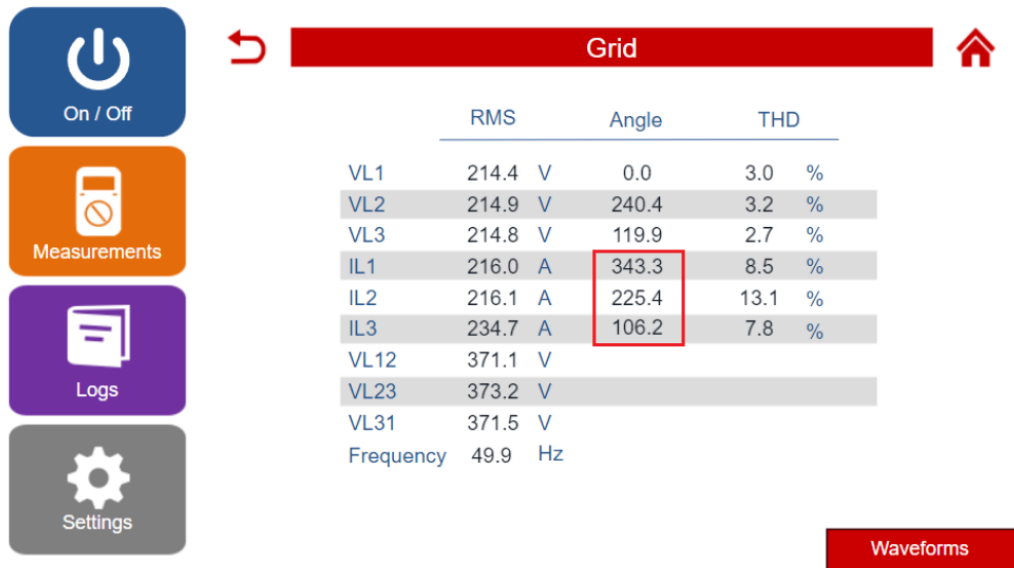 Grid
On / Off
RMS Angle THD
VL1 214.4 V 0.0 3.0 %
VL2 214.9 V 240.4 3.2 %
VL3 214.8 V 119.9 2.7 %
Measurements
IL1 216.0 A 343.3 8.5 %
IL2 216.1 A 225.4 13.1 %
IL3 234.7 A 106.2 7.8 %
VL12 371.1 V
VL23 373.2 V
Logs
VL31 371.5 V
Frequency 49.9 Hz
Settings
Waveforms